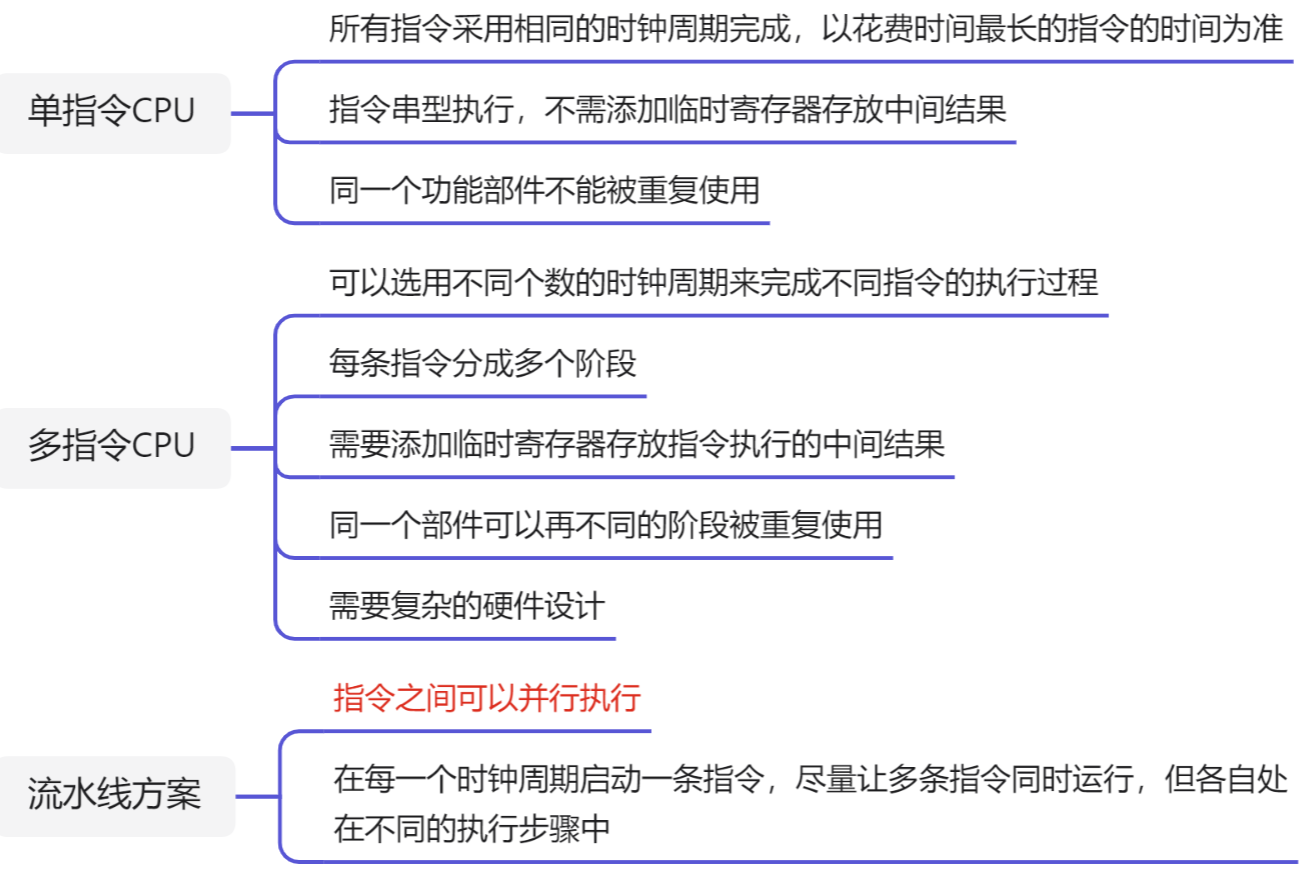 所有指令采用相同的时钟周期完成，以花费时间最长的指令的时间为准
单指令CPU
指令串型执行，不需添加临时寄存器存放中间结果
同一个功能部件不能被重复使用
可以选用不同个数的时钟周期来完成不同指令的执行过程
每条指令分成多个阶段
多指令CPU
需要添加临时寄存器存放指令执行的中间结果
同一个部件可以再不同的阶段被重复使用
需要复杂的硬件设计
指令之间可以并行执行
流水线方案
在每一个时钟周期启动一条指令，尽量让多条指令同时运行，但各自处
在不同的执行步骤中